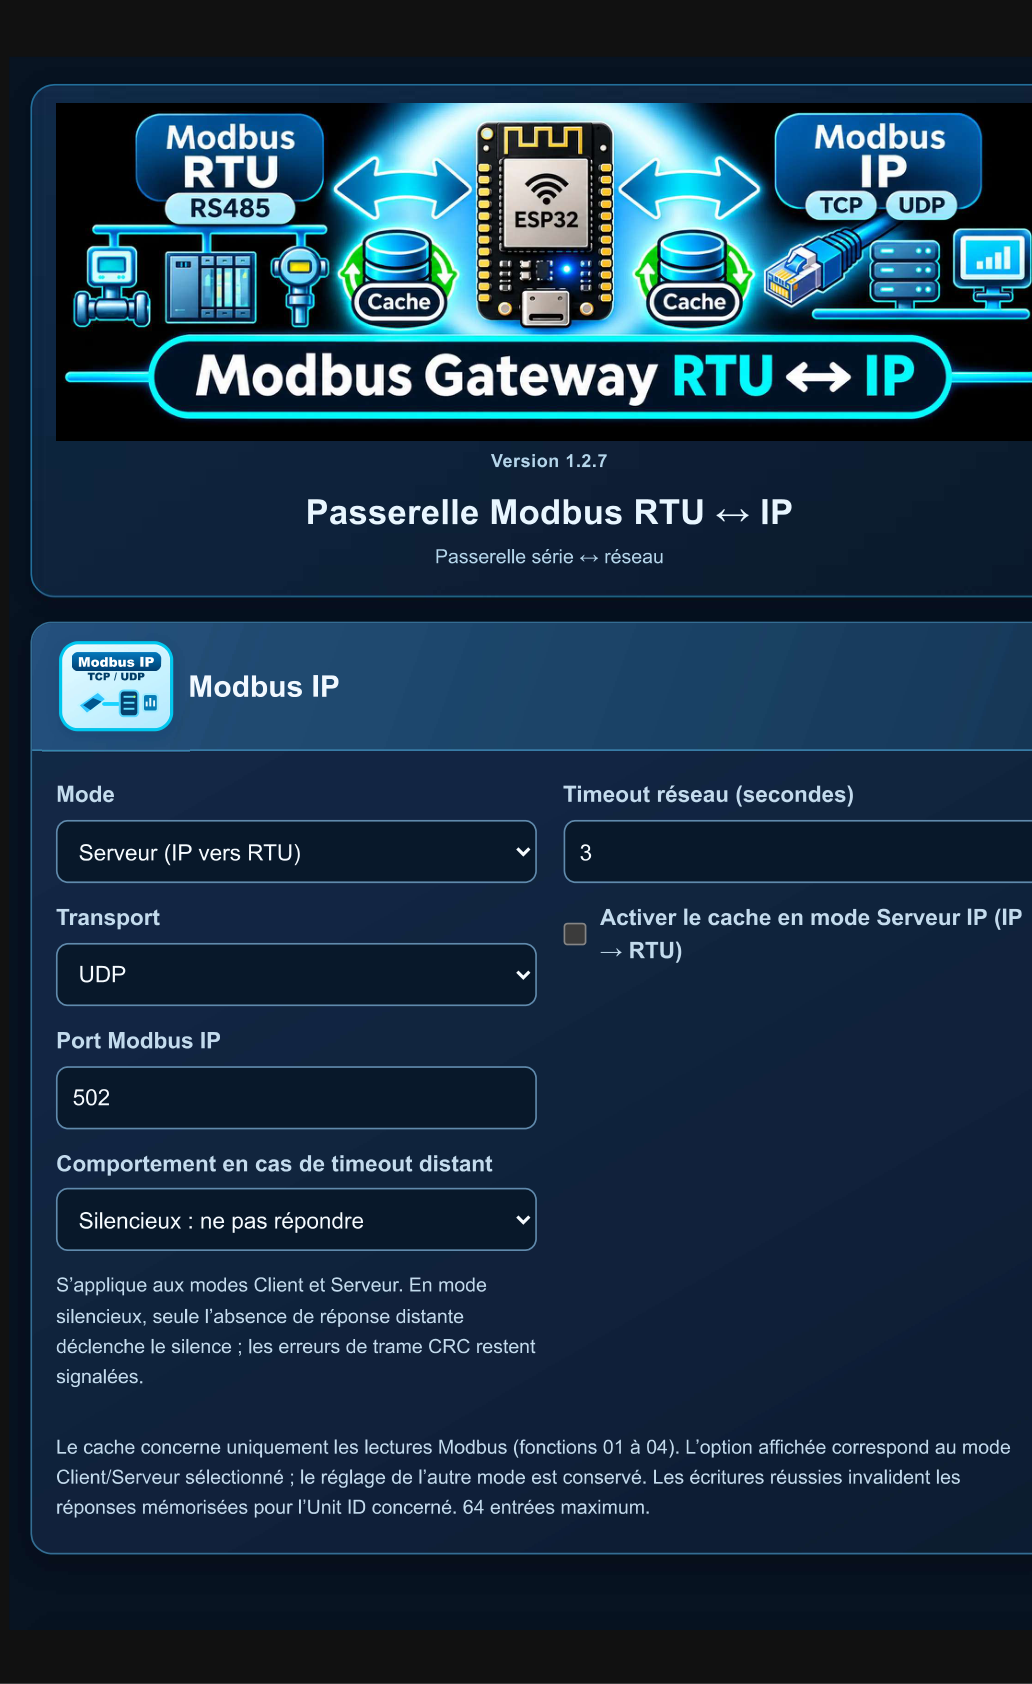 Modbus
RTU
RS485
ESP32
Modbus
IP
TCP
UDP
Cache
Cache
Modbus Gateway RTU ↔ IP
Version 1.2.7
Passerelle Modbus RTU ↔ IP
Passerelle série ↔ réseau
Modbus IP
TCP / UDP
Modbus IP
Mode
Serveur (IP vers RTU)
Timeout réseau (secondes)
3
Transport
UDP
Activer le cache en mode Serveur IP (IP
→ RTU)
Port Modbus IP
502
Comportement en cas de timeout distant
Silencieux : ne pas répondre
S’applique aux modes Client et Serveur. En mode
silencieux, seule l’absence de réponse distante
déclenche le silence ; les erreurs de trame CRC restent
signalées.
Le cache concerne uniquement les lectures Modbus (fonctions 01 à 04). L’option affichée correspond au mode
Client/Serveur sélectionné ; le réglage de l’autre mode est conservé. Les écritures réussies invalident les
réponses mémorisées pour l’Unit ID concerné. 64 entrées maximum.